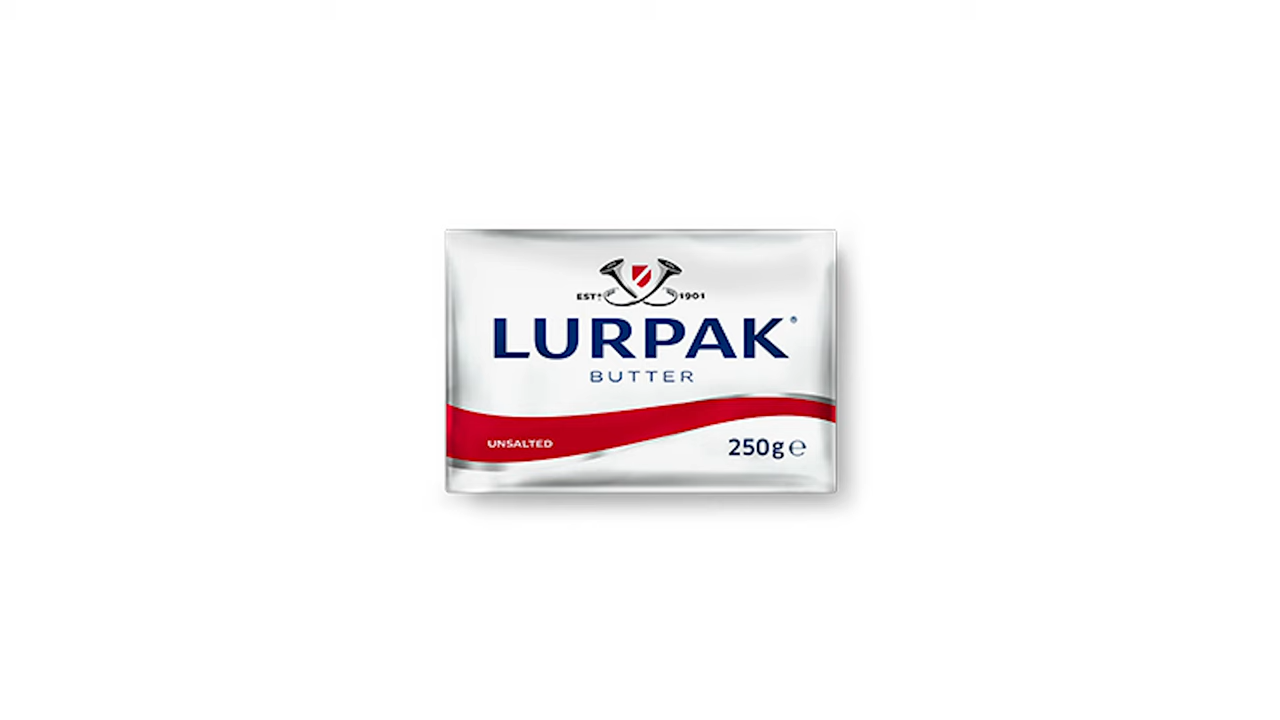 EST.D 1901
LURPAK®
BUTTER
UNSALTED
250g ℮